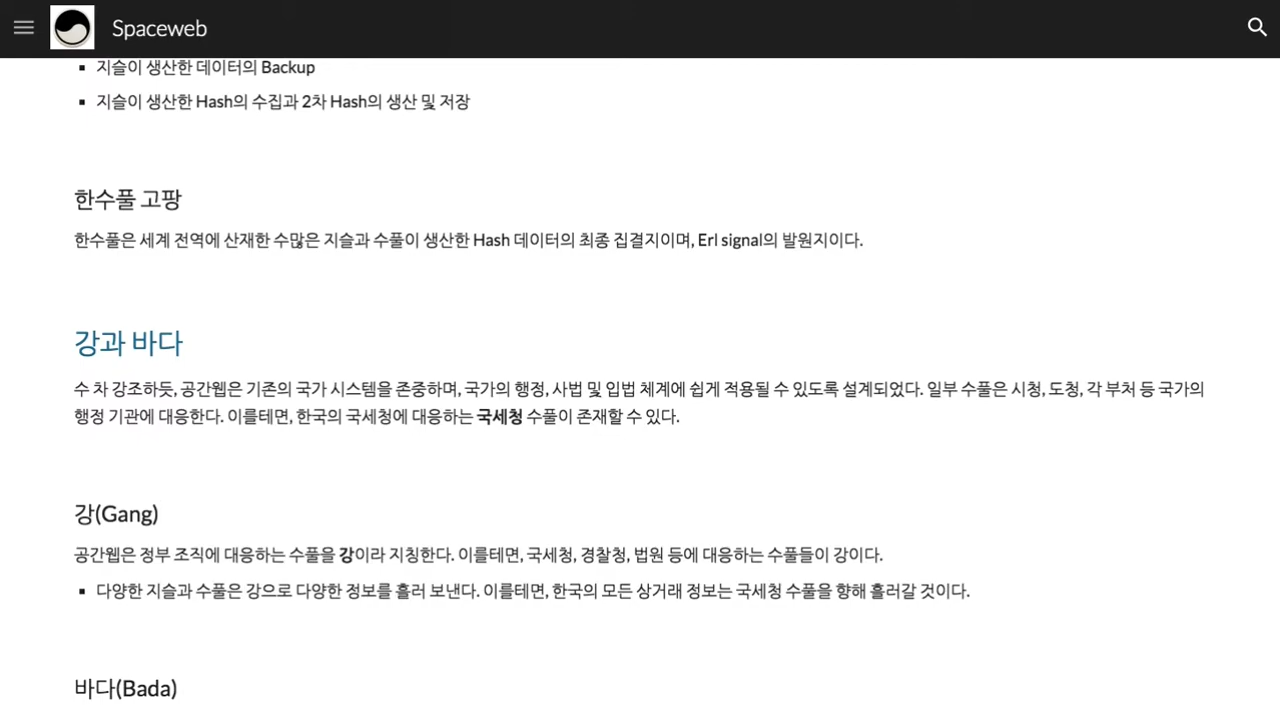 Spaceweb
지슬이 생산한 데이터의 Backup
지슬이 생산한 Hash의 수집과 2차 Hash의 생산 및 저장
한수풀 고팡
한수풀은 세계 전역에 산재한 수많은 지슬과 수풀이 생산한 Hash 데이터의 최종 집결지이며, Erl signal의 발원지이다.
강과 바다
수 차 강조하듯, 공간웹은 기존의 국가 시스템을 존중하며, 국가의 행정, 사법 및 입법 체계에 쉽게 적용될 수 있도록 설계되었다. 일부 수풀은 시청, 도청, 각 부처 등 국가의
행정 기관에 대응한다. 이를테면, 한국의 국세청에 대응하는 국세청 수풀이 존재할 수 있다.
강(Gang)
공간웹은 정부 조직에 대응하는 수풀을 강이라 지칭한다. 이를테면, 국세청, 경찰청, 법원 등에 대응하는 수풀들이 강이다.
다양한 지슬과 수풀은 강으로 다양한 정보를 흘러 보낸다. 이를테면, 한국의 모든 상거래 정보는 국세청 수풀을 향해 흘러갈 것이다.
바다(Bada)